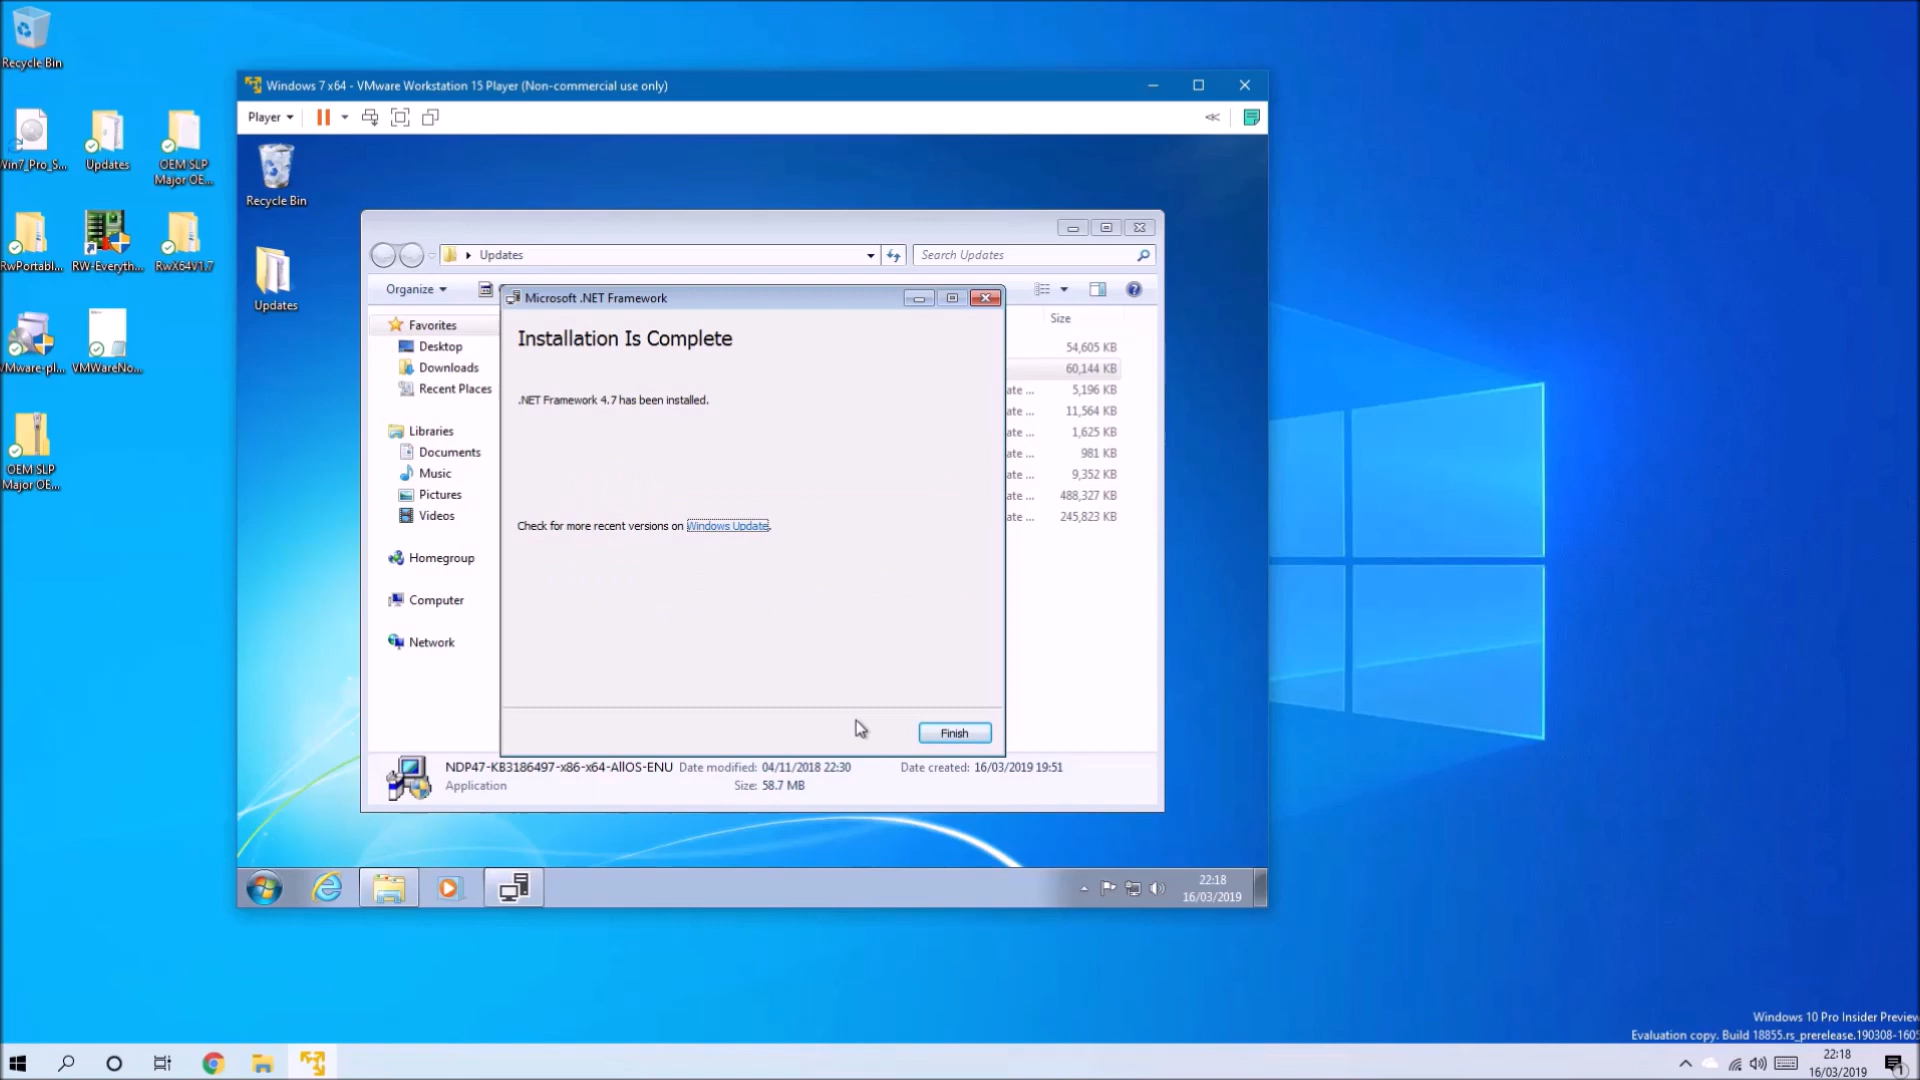 Recycle Bin
Win7_Pro_S...
Updates
OEM SLP
Major OE...
RwPortabl...
RW-Everyth...
RwX64V1.7
VMware-pl...
VMWareNo...
OEM SLP
Major OE...
Windows 7 x64 - VMware Workstation 15 Player (Non-commercial use only)
Player
Recycle Bin
Updates
Updates
Search Updates
Organize
Microsoft .NET Framework
Installation Is Complete
.NET Framework 4.7 has been installed.
Check for more recent versions on Windows Update.
Finish
Favorites
Desktop
Downloads
Recent Places
Libraries
Documents
Music
Pictures
Videos
Homegroup
Computer
Network
Size
54,605 KB
60,144 KB
ate ... 5,196 KB
ate ... 11,564 KB
ate ... 1,625 KB
ate ... 981 KB
ate ... 9,352 KB
ate ... 488,327 KB
ate ... 245,823 KB
NDP47-KB3186497-x86-x64-AllOS-ENU Date modified: 04/11/2018 22:30 Date created: 16/03/2019 19:51
Application Size: 58.7 MB
22:18
16/03/2019
Windows 10 Pro Insider Preview
Evaluation copy. Build 18855.rs_prerelease.190308-1605
22:18
16/03/2019
1